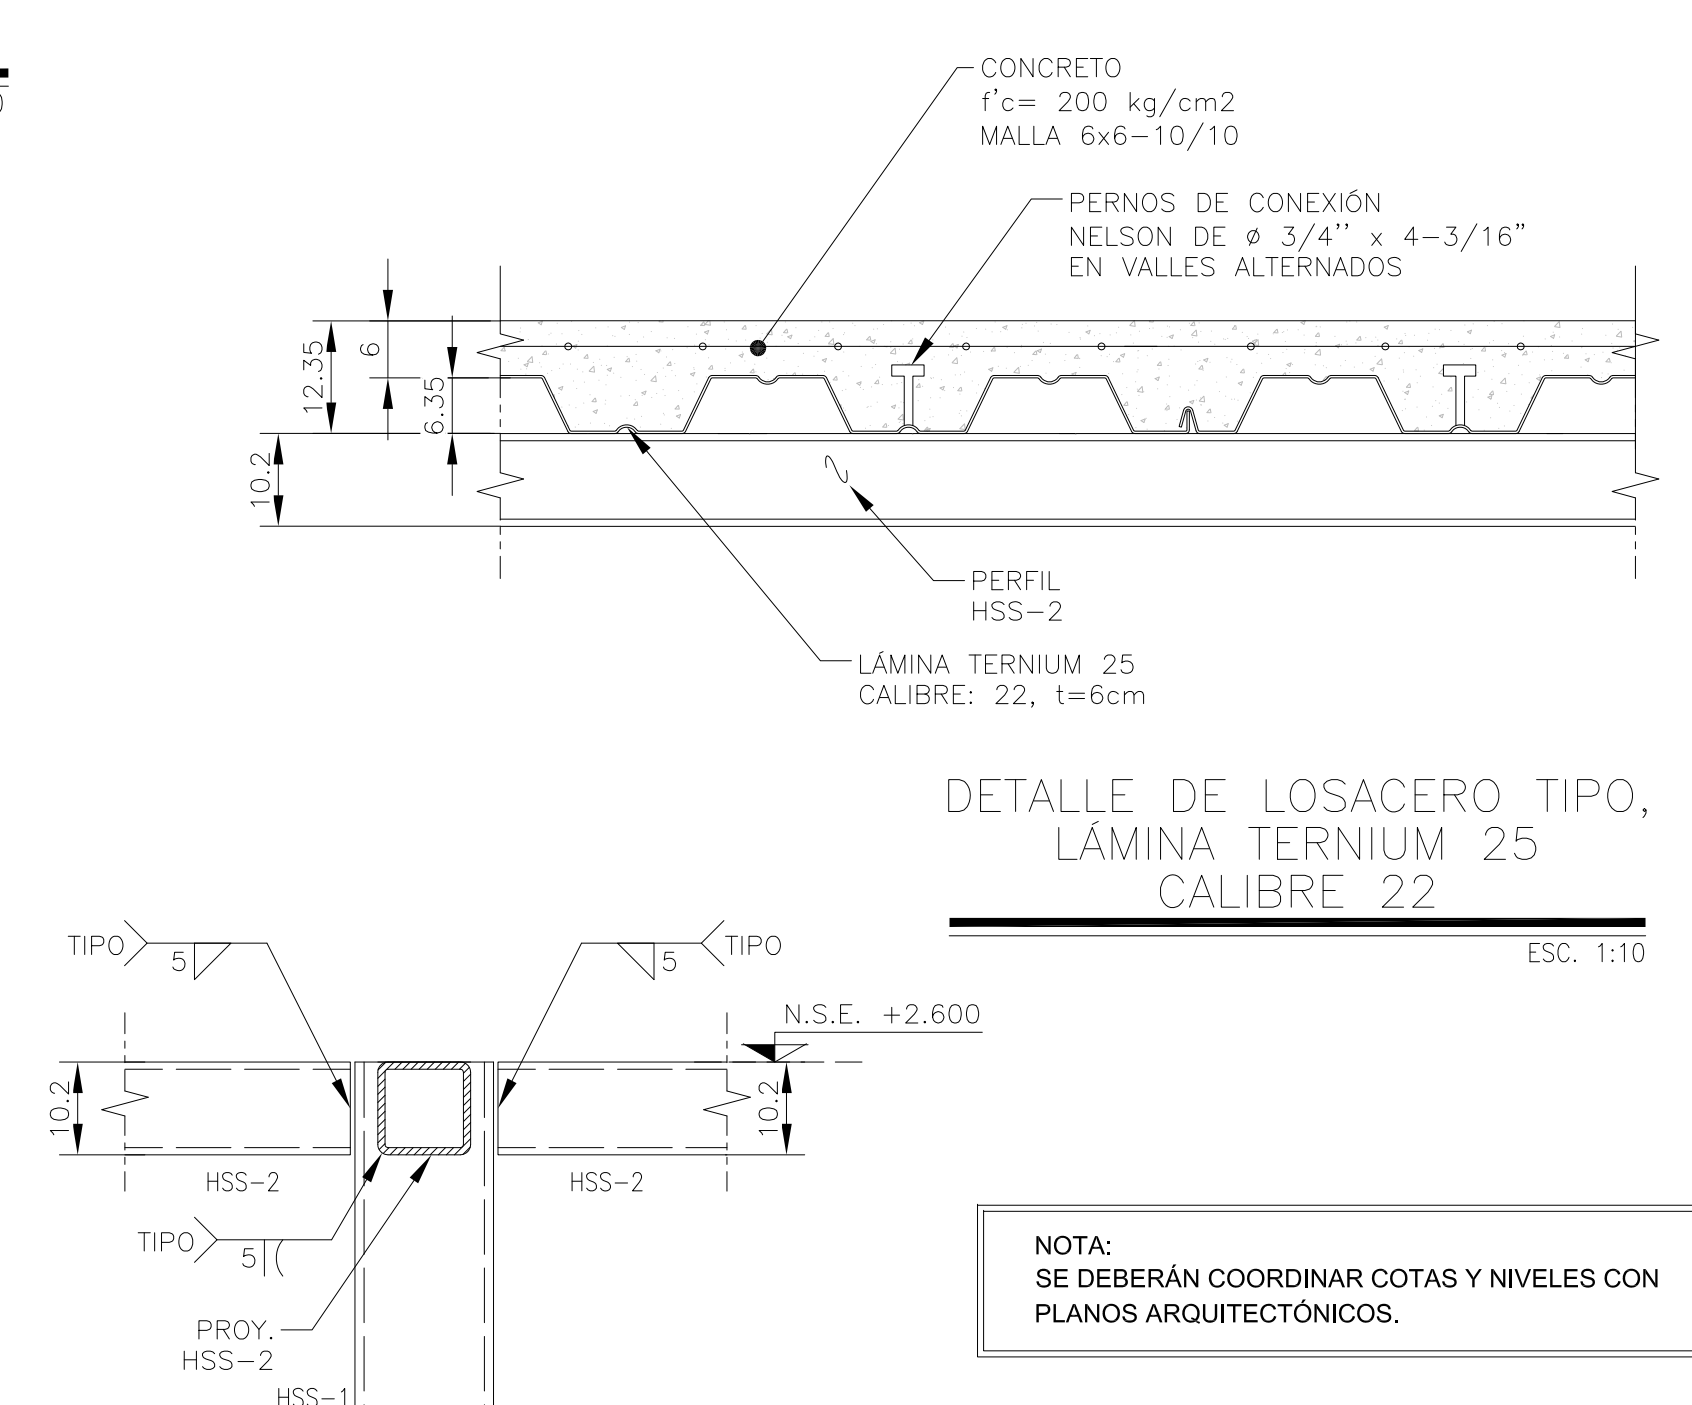 CONCRETO
f'c= 200 kg/cm2
MALLA 6x6-10/10
PERNOS DE CONEXIÓN
NELSON DE ø 3/4'' x 4-3/16"
EN VALLES ALTERNADOS
12.35
6
6.35
10.2
PERFIL
HSS-2
LÁMINA TERNIUM 25
CALIBRE: 22, t=6cm
DETALLE DE LOSACERO TIPO,
LÁMINA TERNIUM 25
CALIBRE 22
ESC. 1:10
TIPO
5
5
TIPO
N.S.E. +2.600
10.2
10.2
HSS-2
HSS-2
TIPO
5
PROY.
HSS-2
HSS-1
NOTA:
SE DEBERÁN COORDINAR COTAS Y NIVELES CON
PLANOS ARQUITECTÓNICOS.